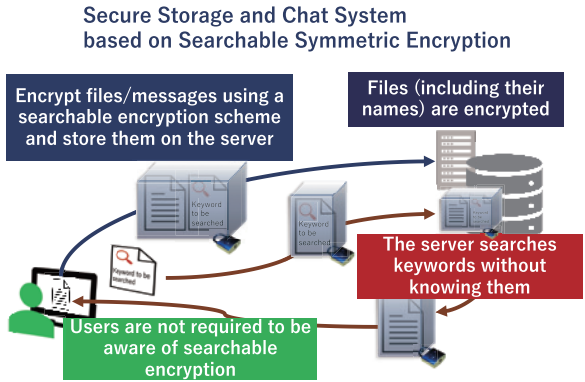 Secure Storage and Chat System
based on Searchable Symmetric Encryption
Encrypt files/messages using a
searchable encryption scheme
and store them on the server
Files (including their
names) are encrypted
Keyword
to be
searched
Keyword
to be
searched
Keyword to be
searched
The server searches
keywords without
knowing them
Users are not required to be
aware of searchable
encryption